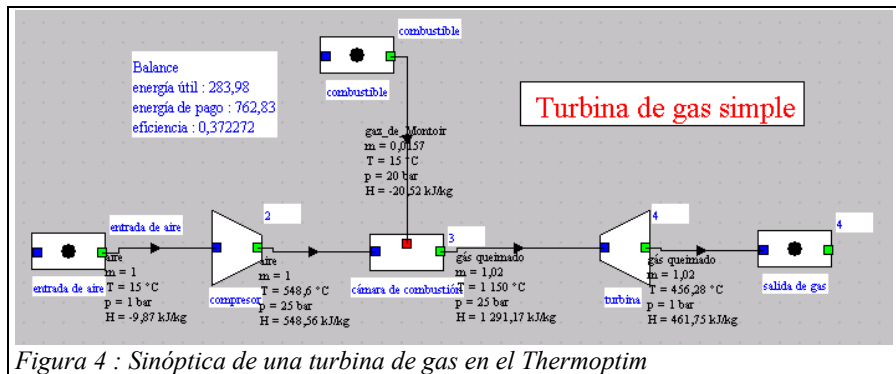 combustible
combustible
Balance
energía útil : 283,98
energía de pago : 762,83
eficiencia : 0,372272
Turbina de gas simple
gaz_de_Montoir
m = 0,0157
T = 15 °C
p = 20 bar
H = -20,52 kJ/kg
entrada de aire
2
3
4
4
entrada de aire
aire
m = 1
T = 15 °C
p = 1 bar
H = -9,87 kJ/kg
compresor
aire
m = 1
T = 548,6 °C
p = 25 bar
H = 548,56 kJ/kg
cámara de combustión
gás queimado
m = 1,02
T = 1 150 °C
p = 25 bar
H = 1 291,17 kJ/kg
turbina
gás queimado
m = 1,02
T = 456,28 °C
p = 1 bar
H = 461,75 kJ/kg
salida de gas
Figura 4 : Sinóptica de una turbina de gas en el Thermoptim